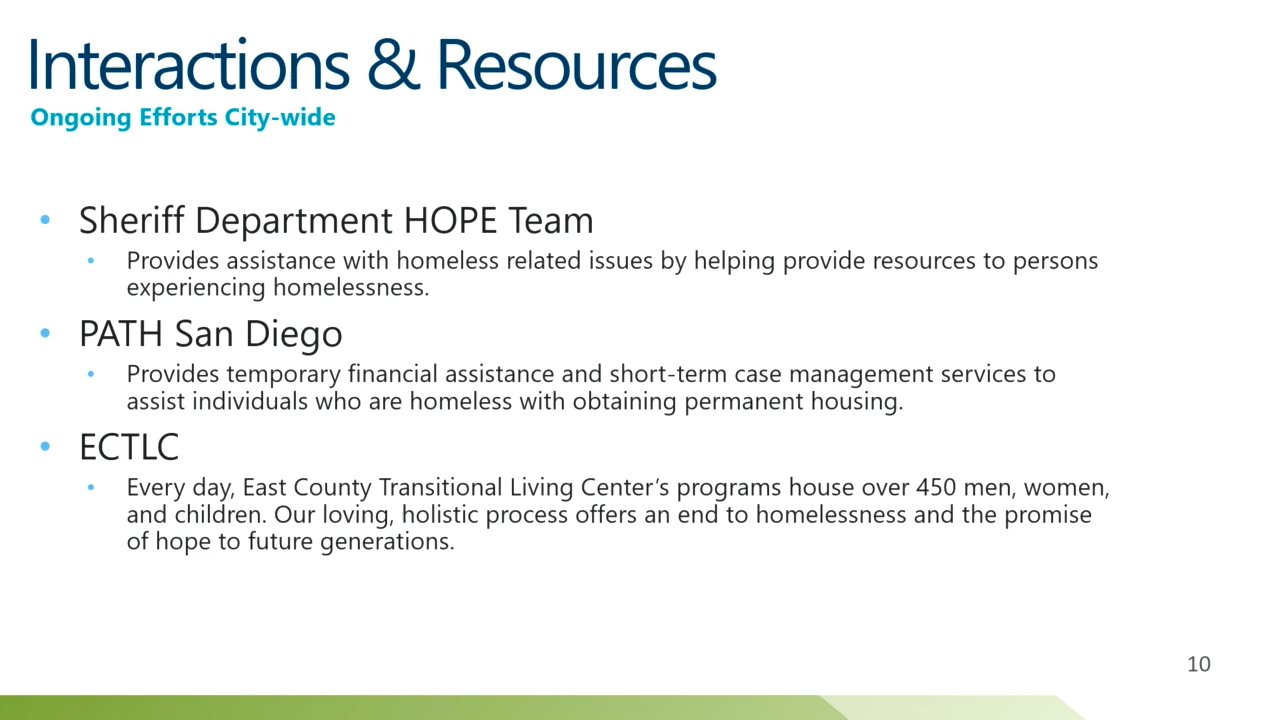 Interactions & Resources
Ongoing Efforts City-wide
• Sheriff Department HOPE Team
• Provides assistance with homeless related issues by helping provide resources to persons
experiencing homelessness.
• PATH San Diego
• Provides temporary financial assistance and short-term case management services to
assist individuals who are homeless with obtaining permanent housing.
• ECTLC
• Every day, East County Transitional Living Center’s programs house over 450 men, women,
and children. Our loving, holistic process offers an end to homelessness and the promise
of hope to future generations.
10